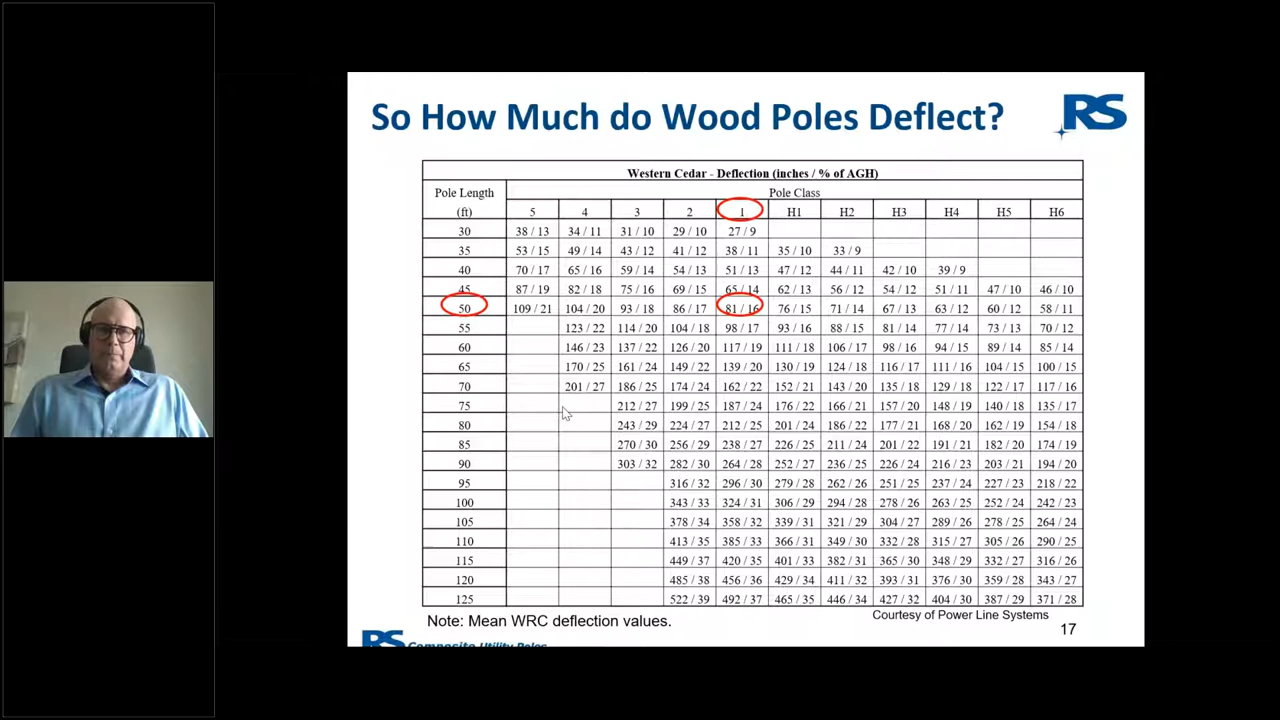 So How Much do Wood Poles Deflect?
RS
Western Cedar - Deflection (inches / % of AGH)
Pole Length Pole Class
(ft) 5 4 3 2 1 H1 H2 H3 H4 H5 H6
30 38 / 13 34 / 11 31 / 10 29 / 10 27 / 9
35 53 / 15 49 / 14 43 / 12 41 / 12 38 / 11 35 / 10 33 / 9
40 70 / 17 65 / 16 59 / 14 54 / 13 51 / 13 47 / 12 44 / 11 42 / 10 39 / 9
45 87 / 19 82 / 18 75 / 16 69 / 15 65 / 14 62 / 13 56 / 12 54 / 12 51 / 11 47 / 10 46 / 10
50 109 / 21 104 / 20 93 / 18 86 / 17 81 / 16 76 / 15 71 / 14 67 / 13 63 / 12 60 / 12 58 / 11
55 123 / 22 114 / 20 104 / 18 98 / 17 93 / 16 88 / 15 81 / 14 77 / 14 73 / 13 70 / 12
60 146 / 23 137 / 22 126 / 20 117 / 19 111 / 18 106 / 17 98 / 16 94 / 15 89 / 14 85 / 14
65 170 / 25 161 / 24 149 / 22 139 / 20 130 / 19 124 / 18 116 / 17 111 / 16 104 / 15 100 / 15
70 201 / 27 186 / 25 174 / 24 162 / 22 152 / 21 143 / 20 135 / 18 129 / 18 122 / 17 117 / 16
75 212 / 27 199 / 25 187 / 24 176 / 22 166 / 21 157 / 20 148 / 19 140 / 18 135 / 17
80 243 / 29 224 / 27 212 / 25 201 / 24 186 / 22 177 / 21 168 / 20 162 / 19 154 / 18
85 270 / 30 256 / 29 238 / 27 226 / 25 211 / 24 201 / 22 191 / 21 182 / 20 174 / 19
90 303 / 32 282 / 30 264 / 28 252 / 27 236 / 25 226 / 24 216 / 23 203 / 21 194 / 20
95 316 / 32 296 / 30 279 / 28 262 / 26 251 / 25 237 / 24 227 / 23 218 / 22
100 343 / 33 324 / 31 306 / 29 294 / 28 278 / 26 263 / 25 252 / 24 242 / 23
105 378 / 34 358 / 32 339 / 31 321 / 29 304 / 27 289 / 26 278 / 25 264 / 24
110 413 / 35 385 / 33 366 / 31 349 / 30 332 / 28 315 / 27 305 / 26 290 / 25
115 449 / 37 420 / 35 401 / 33 382 / 31 365 / 30 348 / 29 332 / 27 316 / 26
120 485 / 38 456 / 36 429 / 34 411 / 32 393 / 31 376 / 30 359 / 28 343 / 27
125 522 / 39 492 / 37 465 / 35 446 / 34 427 / 32 404 / 30 387 / 29 371 / 28
Note: Mean WRC deflection values.
Courtesy of Power Line Systems
17
RS Composite Utility Poles